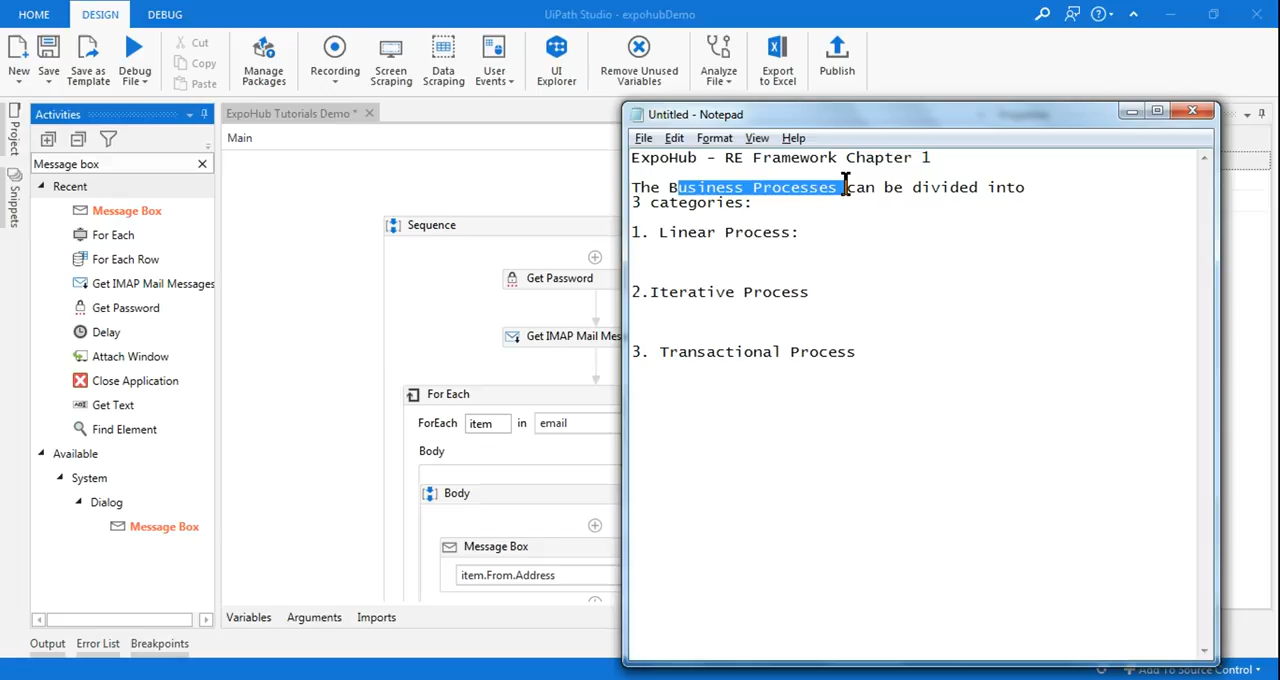 HOME DESIGN DEBUG UiPath Studio - expohubDemo
New Save Save as Template Debug File Cut Copy Paste Manage Packages Recording Screen Scraping Data Scraping User Events UI Explorer Remove Unused Variables Analyze File Export to Excel Publish
Project
Snippets
Activities
Message box
Recent
Message Box
For Each
For Each Row
Get IMAP Mail Messages
Get Password
Delay
Attach Window
Close Application
Get Text
Find Element
Available
System
Dialog
Message Box
ExpoHub Tutorials Demo *
Main
Sequence
Get Password
Get IMAP Mail Mes
For Each
ForEach item in email
Body
Body
Message Box
item.From.Address
Variables Arguments Imports
Output Error List Breakpoints
Untitled - Notepad
File Edit Format View Help
ExpoHub - RE Framework Chapter 1
The Business Processes can be divided into
3 categories:
1. Linear Process:
2.Iterative Process
3. Transactional Process
Add To Source Control